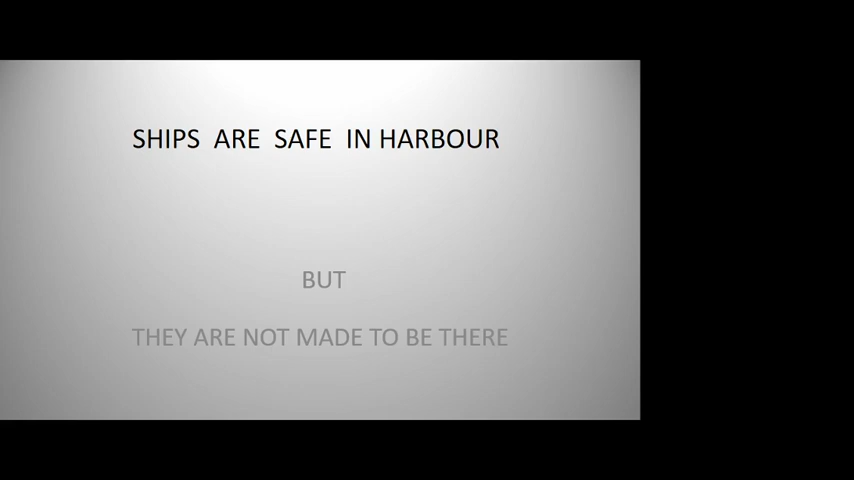 SHIPS ARE SAFE IN HARBOUR
BUT
THEY ARE NOT MADE TO BE THERE